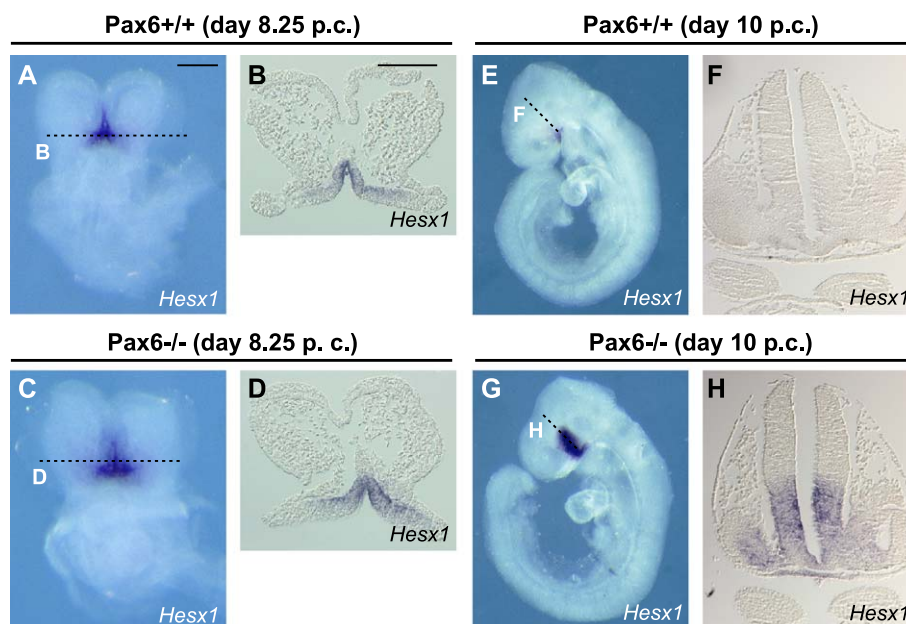 Pax6+/+ (day 8.25 p.c.)
Pax6+/+ (day 10 p.c.)
A
B
Hesx1
B
Hesx1
E
F
Hesx1
F
Hesx1
Pax6-/- (day 8.25 p. c.)
Pax6-/- (day 10 p.c.)
C
D
Hesx1
D
Hesx1
G
H
Hesx1
H
Hesx1